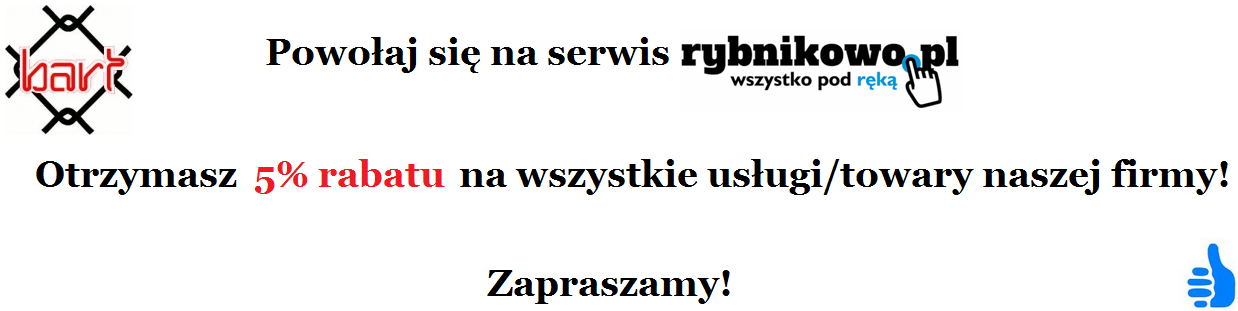 bart
Powołaj się na serwis rybnikowo.pl
wszystko pod ręką
Otrzymasz 5% rabatu na wszystkie usługi/towary naszej firmy!
Zapraszamy!